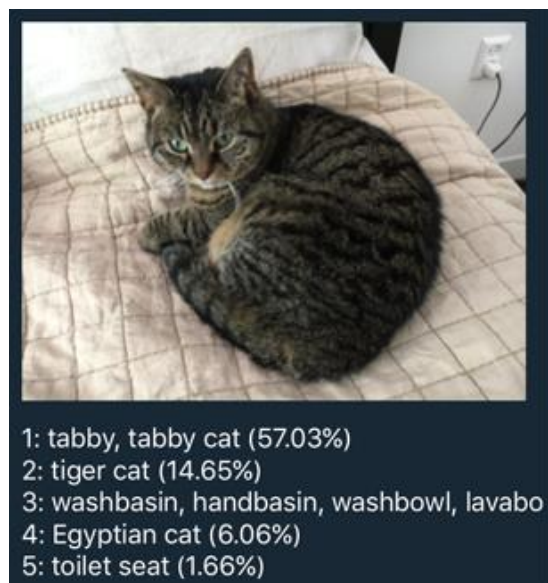 1: tabby, tabby cat (57.03%)
2: tiger cat (14.65%)
3: washbasin, handbasin, washbowl, lavabo
4: Egyptian cat (6.06%)
5: toilet seat (1.66%)